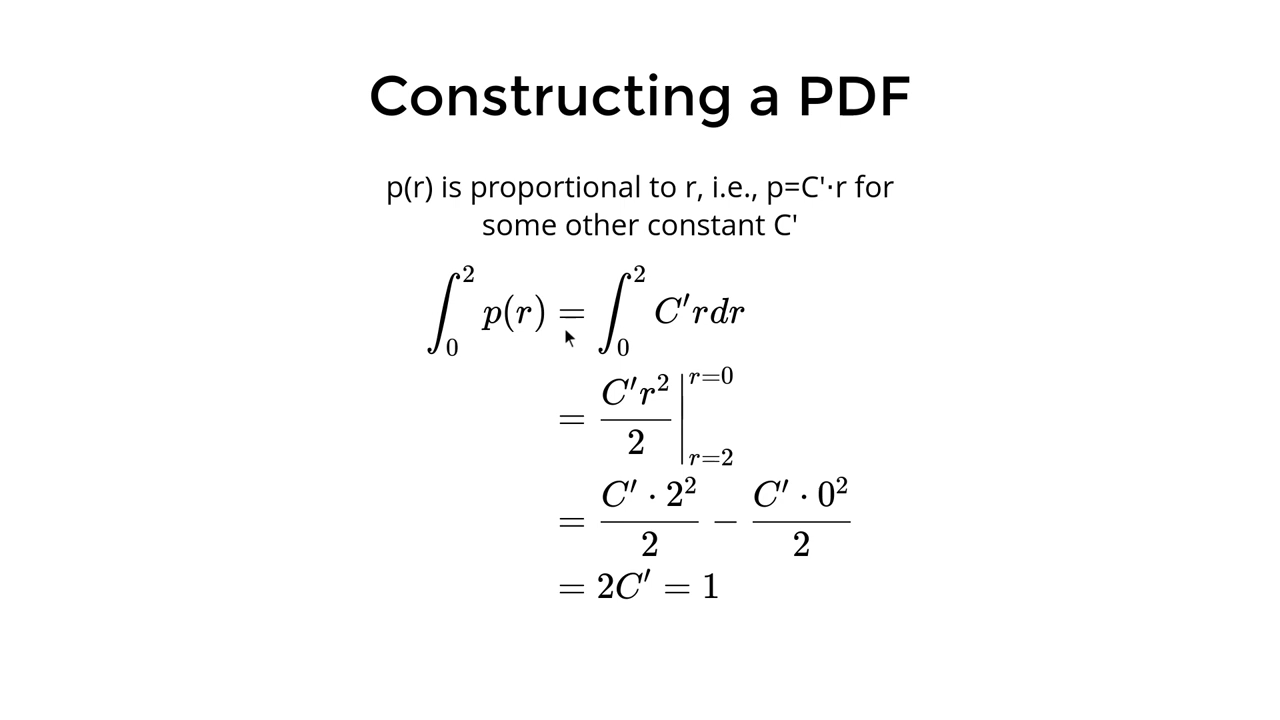 Constructing a PDF
p(r) is proportional to r, i.e., p=C'·r for
some other constant C'
∫₀² p(r) = ∫₀² C′rdr
= C′r²/2 |_{r=2}^{r=0}
= C′ · 2²/2 − C′ · 0²/2
= 2C′ = 1